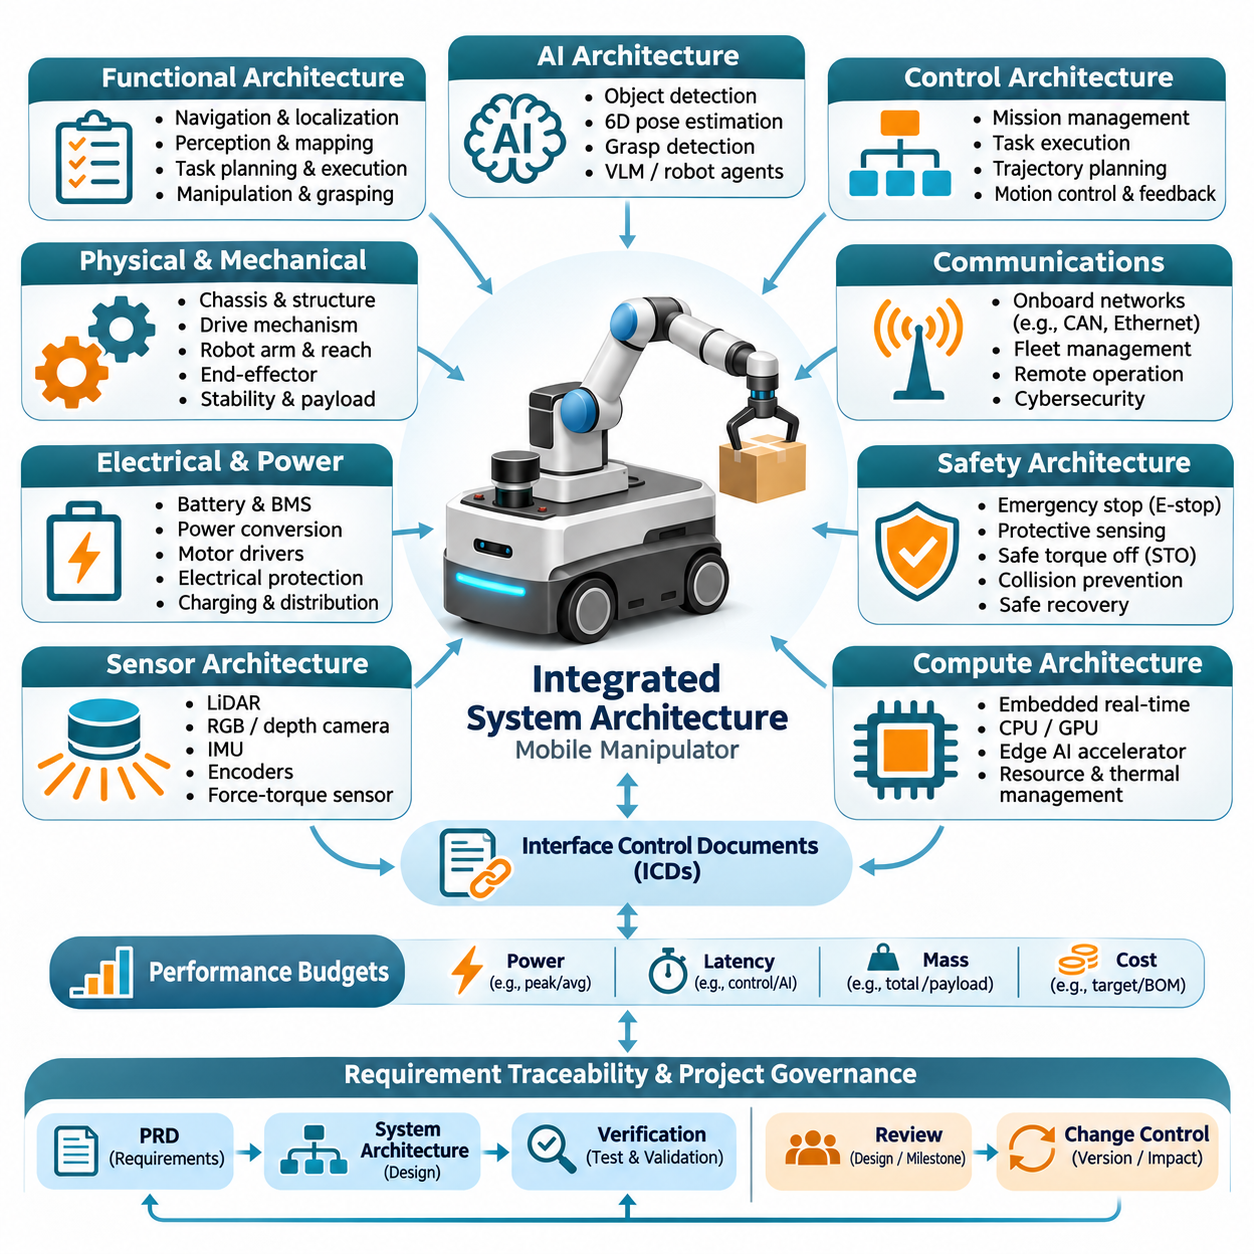 Functional Architecture
• Navigation & localization
• Perception & mapping
• Task planning & execution
• Manipulation & grasping
AI Architecture
AI
• Object detection
• 6D pose estimation
• Grasp detection
• VLM / robot agents
Control Architecture
• Mission management
• Task execution
• Trajectory planning
• Motion control & feedback
Physical & Mechanical
• Chassis & structure
• Drive mechanism
• Robot arm & reach
• End-effector
• Stability & payload
Communications
• Onboard networks
(e.g., CAN, Ethernet)
• Fleet management
• Remote operation
• Cybersecurity
Electrical & Power
• Battery & BMS
• Power conversion
• Motor drivers
• Electrical protection
• Charging & distribution
Safety Architecture
• Emergency stop (E-stop)
• Protective sensing
• Safe torque off (STO)
• Collision prevention
• Safe recovery
Sensor Architecture
• LiDAR
• RGB / depth camera
• IMU
• Encoders
• Force-torque sensor
Integrated
System Architecture
Mobile Manipulator
Compute Architecture
• Embedded real-time
• CPU / GPU
• Edge AI accelerator
• Resource & thermal
management
Interface Control Documents
(ICDs)
Performance Budgets
Power
(e.g., peak/avg)
Latency
(e.g., control/AI)
Mass
(e.g., total/payload)
Cost
(e.g., target/BOM)
Requirement Traceability & Project Governance
PRD
(Requirements)
System
Architecture
(Design)
Verification
(Test & Validation)
Review
(Design / Milestone)
Change Control
(Version / Impact)